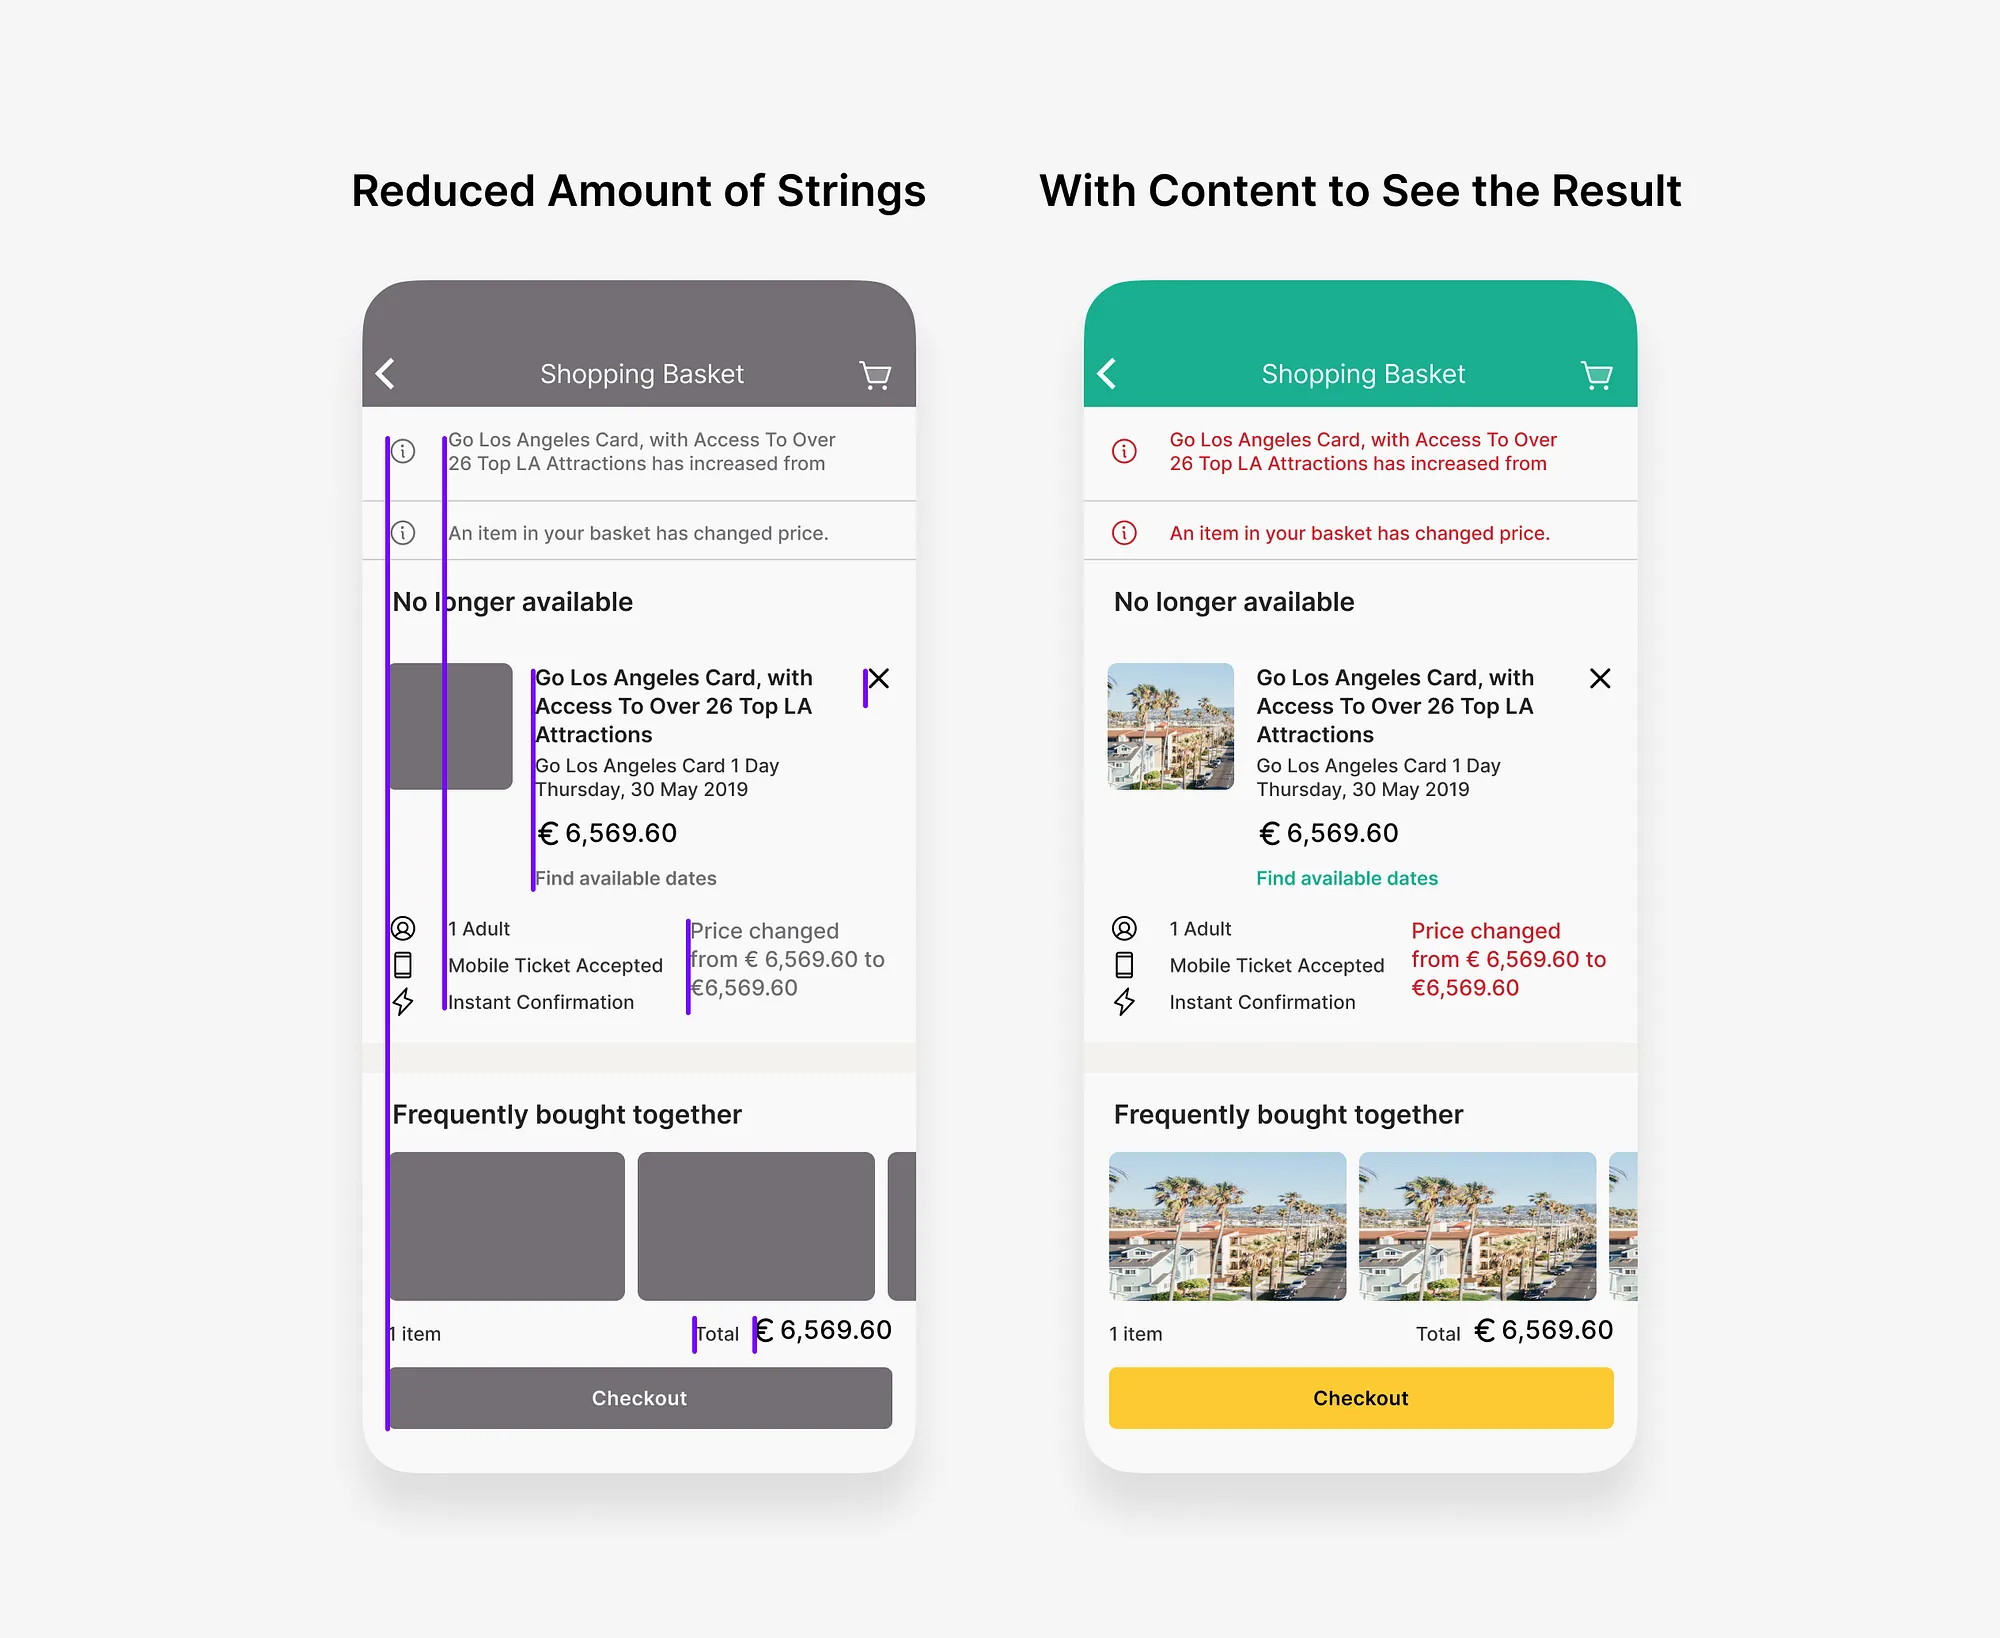 Reduced Amount of Strings
Shopping Basket
Go Los Angeles Card, with Access To Over
26 Top LA Attractions has increased from
An item in your basket has changed price.
No longer available
Go Los Angeles Card, with
Access To Over 26 Top LA
Attractions
Go Los Angeles Card 1 Day
Thursday, 30 May 2019
€ 6,569.60
Find available dates
1 Adult
Mobile Ticket Accepted
Instant Confirmation
Price changed
from € 6,569.60 to
€6,569.60
Frequently bought together
1 item
Total € 6,569.60
Checkout
With Content to See the Result
Shopping Basket
Go Los Angeles Card, with Access To Over
26 Top LA Attractions has increased from
An item in your basket has changed price.
No longer available
Go Los Angeles Card, with
Access To Over 26 Top LA
Attractions
Go Los Angeles Card 1 Day
Thursday, 30 May 2019
€ 6,569.60
Find available dates
1 Adult
Mobile Ticket Accepted
Instant Confirmation
Price changed
from € 6,569.60 to
€6,569.60
Frequently bought together
1 item
Total € 6,569.60
Checkout